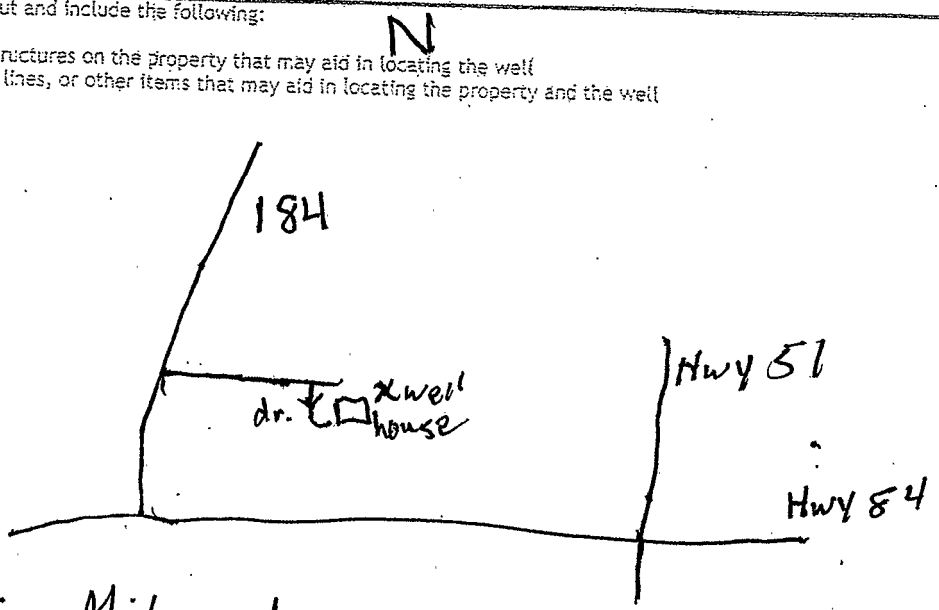 ut and include the following:
N
ructures on the property that may aid in locating the well
lines, or other items that may aid in locating the property and the well
184
Hwy 51
x well
dr.
house
Hwy 84